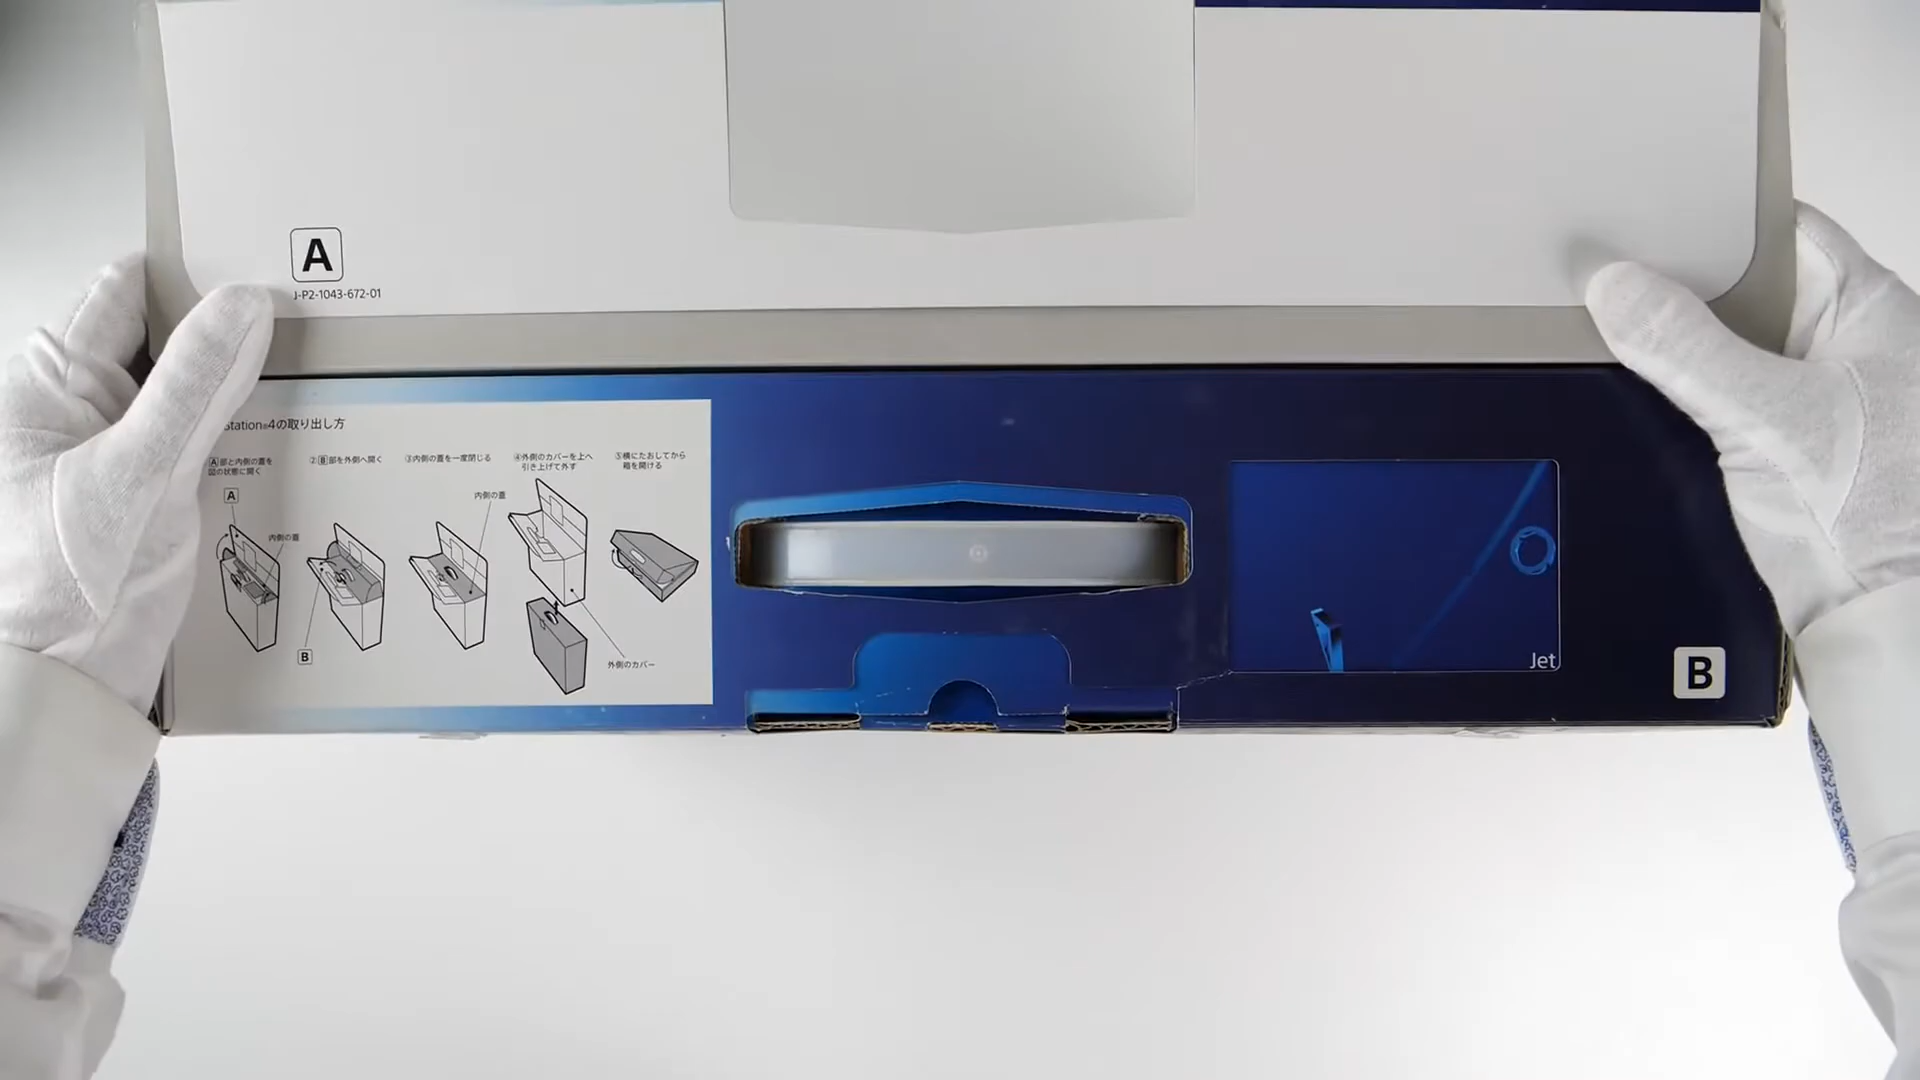 A
J-P2-1043-672-01
Station®4の取り出し方
A部と内側の蓋を
図の状態に開く
②B部を外側へ開く
③内側の蓋を一度閉じる
④外側のカバーを上へ
引き上げて外す
⑤横にたおしてから
箱を開ける
A
内側の蓋
内側の蓋
B
外側のカバー
Jet
B